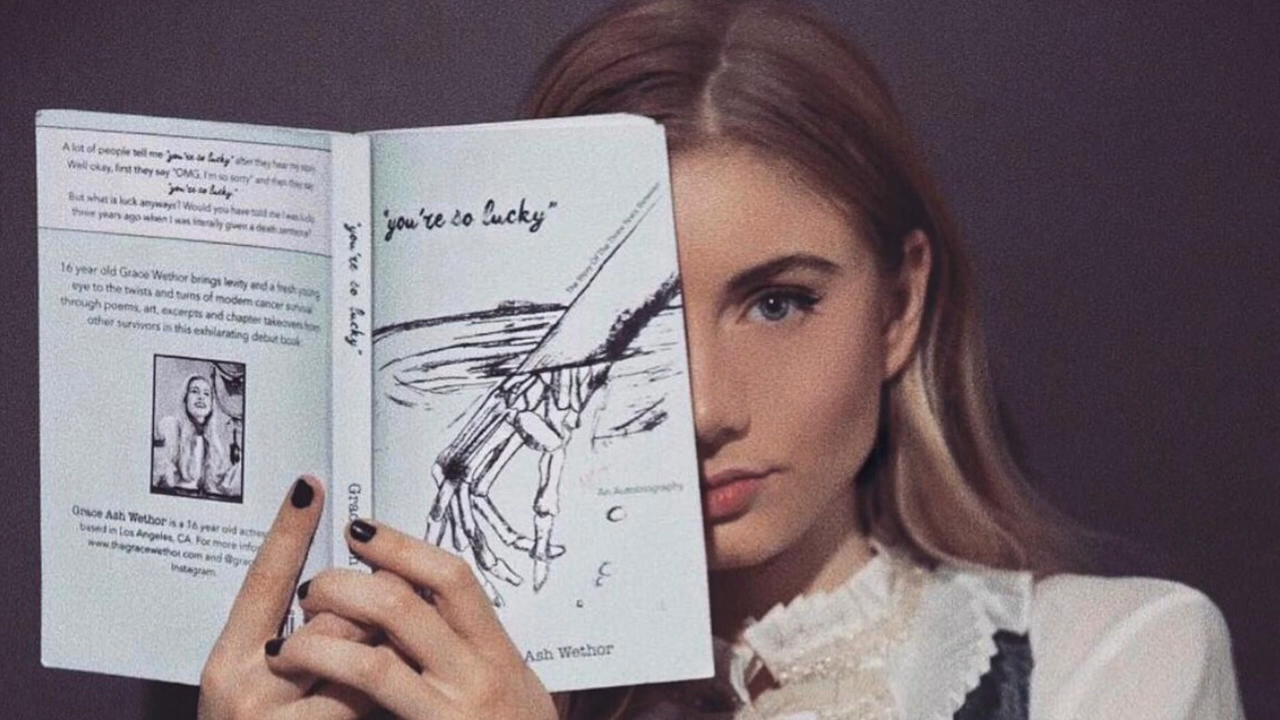 A lot of people tell me "you're so lucky" after they hear my story.
Well okay, first they say "OMG, I'm so sorry" and then they say
"you're so lucky."
But what is luck anyways? Would you have told me I was lucky
three years ago when I was literally given a death sentence?
16 year old Grace Wethor brings levity and a fresh young
eye to the twists and turns of modern cancer survival
through poems, art, excerpts and chapter takeovers from
other survivors in this exhilarating debut book.
Grace Ash Wethor is a 16 year old
based in Los Angeles, CA. For more
www.thegracewethor.com and
Instagram.
"you're so lucky"
"you're so lucky"
The Story Of The Three Years
An Autobiography
Ash Wethor